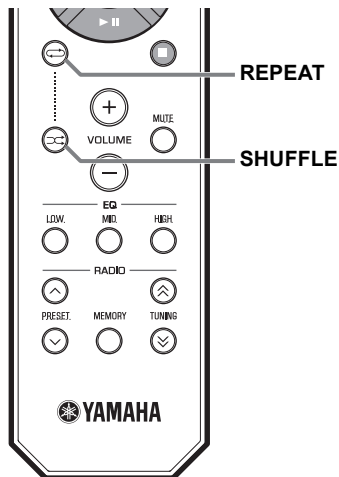 REPEAT
MUTE
VOLUME
SHUFFLE
EQ
LOW MID HIGH
RADIO
PRESET MEMORY TUNING
YAMAHA